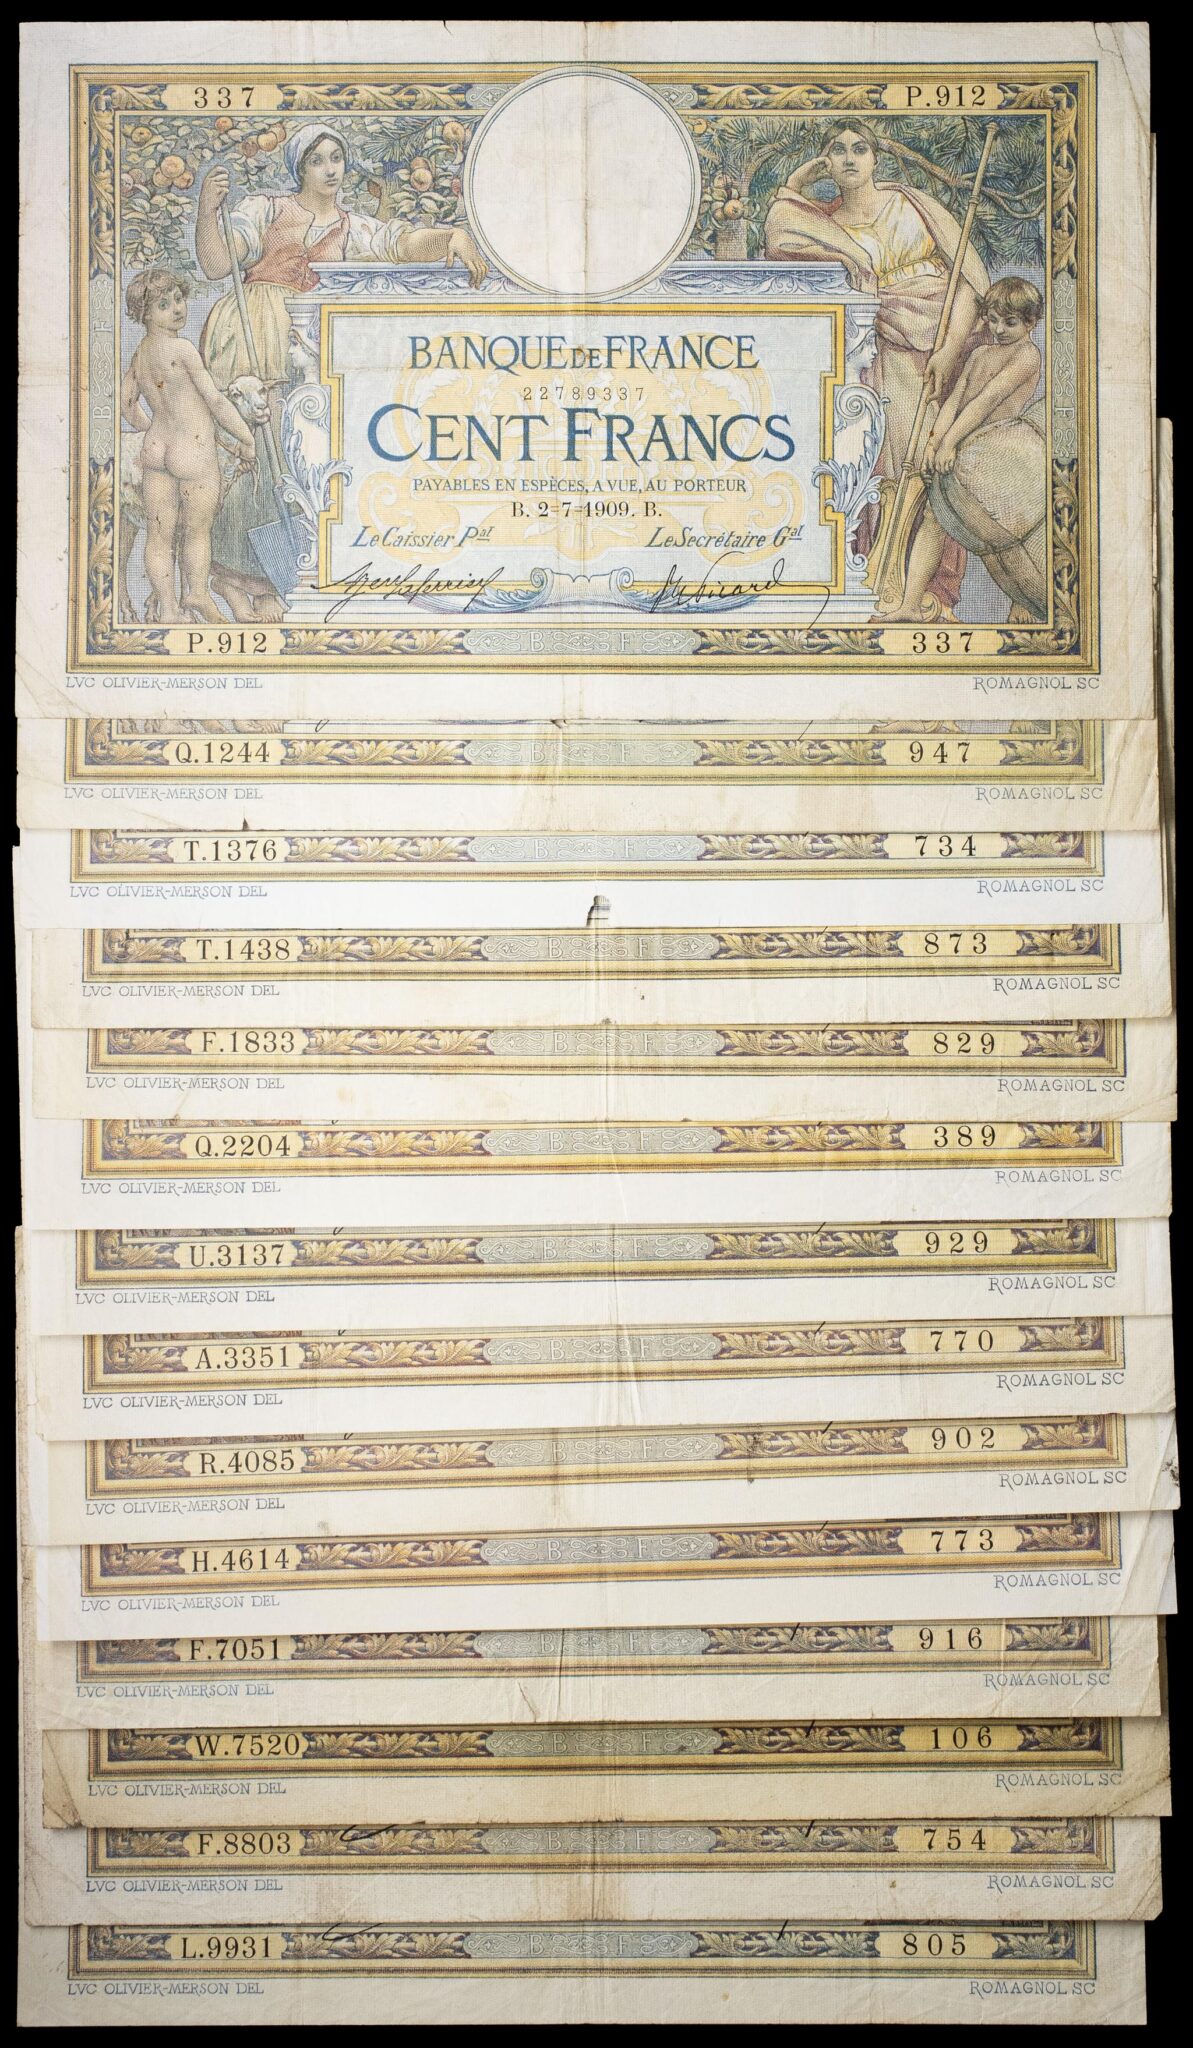 337 P.912
BANQUE DE FRANCE
22789337
CENT FRANCS
PAYABLES EN ESPÈCES, A VUE, AU PORTEUR
B. 2=7=1909. B.
Le Caissier Pal Le Secrétaire Gal
P.912 B F 337
LVC OLIVIER-MERSON DEL ROMAGNOL SC
Q.1244 B F 947
LVC OLIVIER-MERSON DEL ROMAGNOL SC
T.1376 B F 734
LVC OLIVIER-MERSON DEL ROMAGNOL SC
T.1438 B F 873
LVC OLIVIER-MERSON DEL ROMAGNOL SC
F.1833 B F 829
LVC OLIVIER-MERSON DEL ROMAGNOL SC
Q.2204 B F 389
LVC OLIVIER-MERSON DEL ROMAGNOL SC
U.3137 B F 929
LVC OLIVIER-MERSON DEL ROMAGNOL SC
A.3351 B F 770
LVC OLIVIER-MERSON DEL ROMAGNOL SC
R.4085 B F 902
LVC OLIVIER-MERSON DEL ROMAGNOL SC
H.4614 B F 773
LVC OLIVIER-MERSON DEL ROMAGNOL SC
F.7051 B F 916
LVC OLIVIER-MERSON DEL ROMAGNOL SC
W.7520 B F 106
LVC OLIVIER-MERSON DEL ROMAGNOL SC
F.8803 B F 754
LVC OLIVIER-MERSON DEL ROMAGNOL SC
L.9931 B F 805
LVC OLIVIER-MERSON DEL ROMAGNOL SC